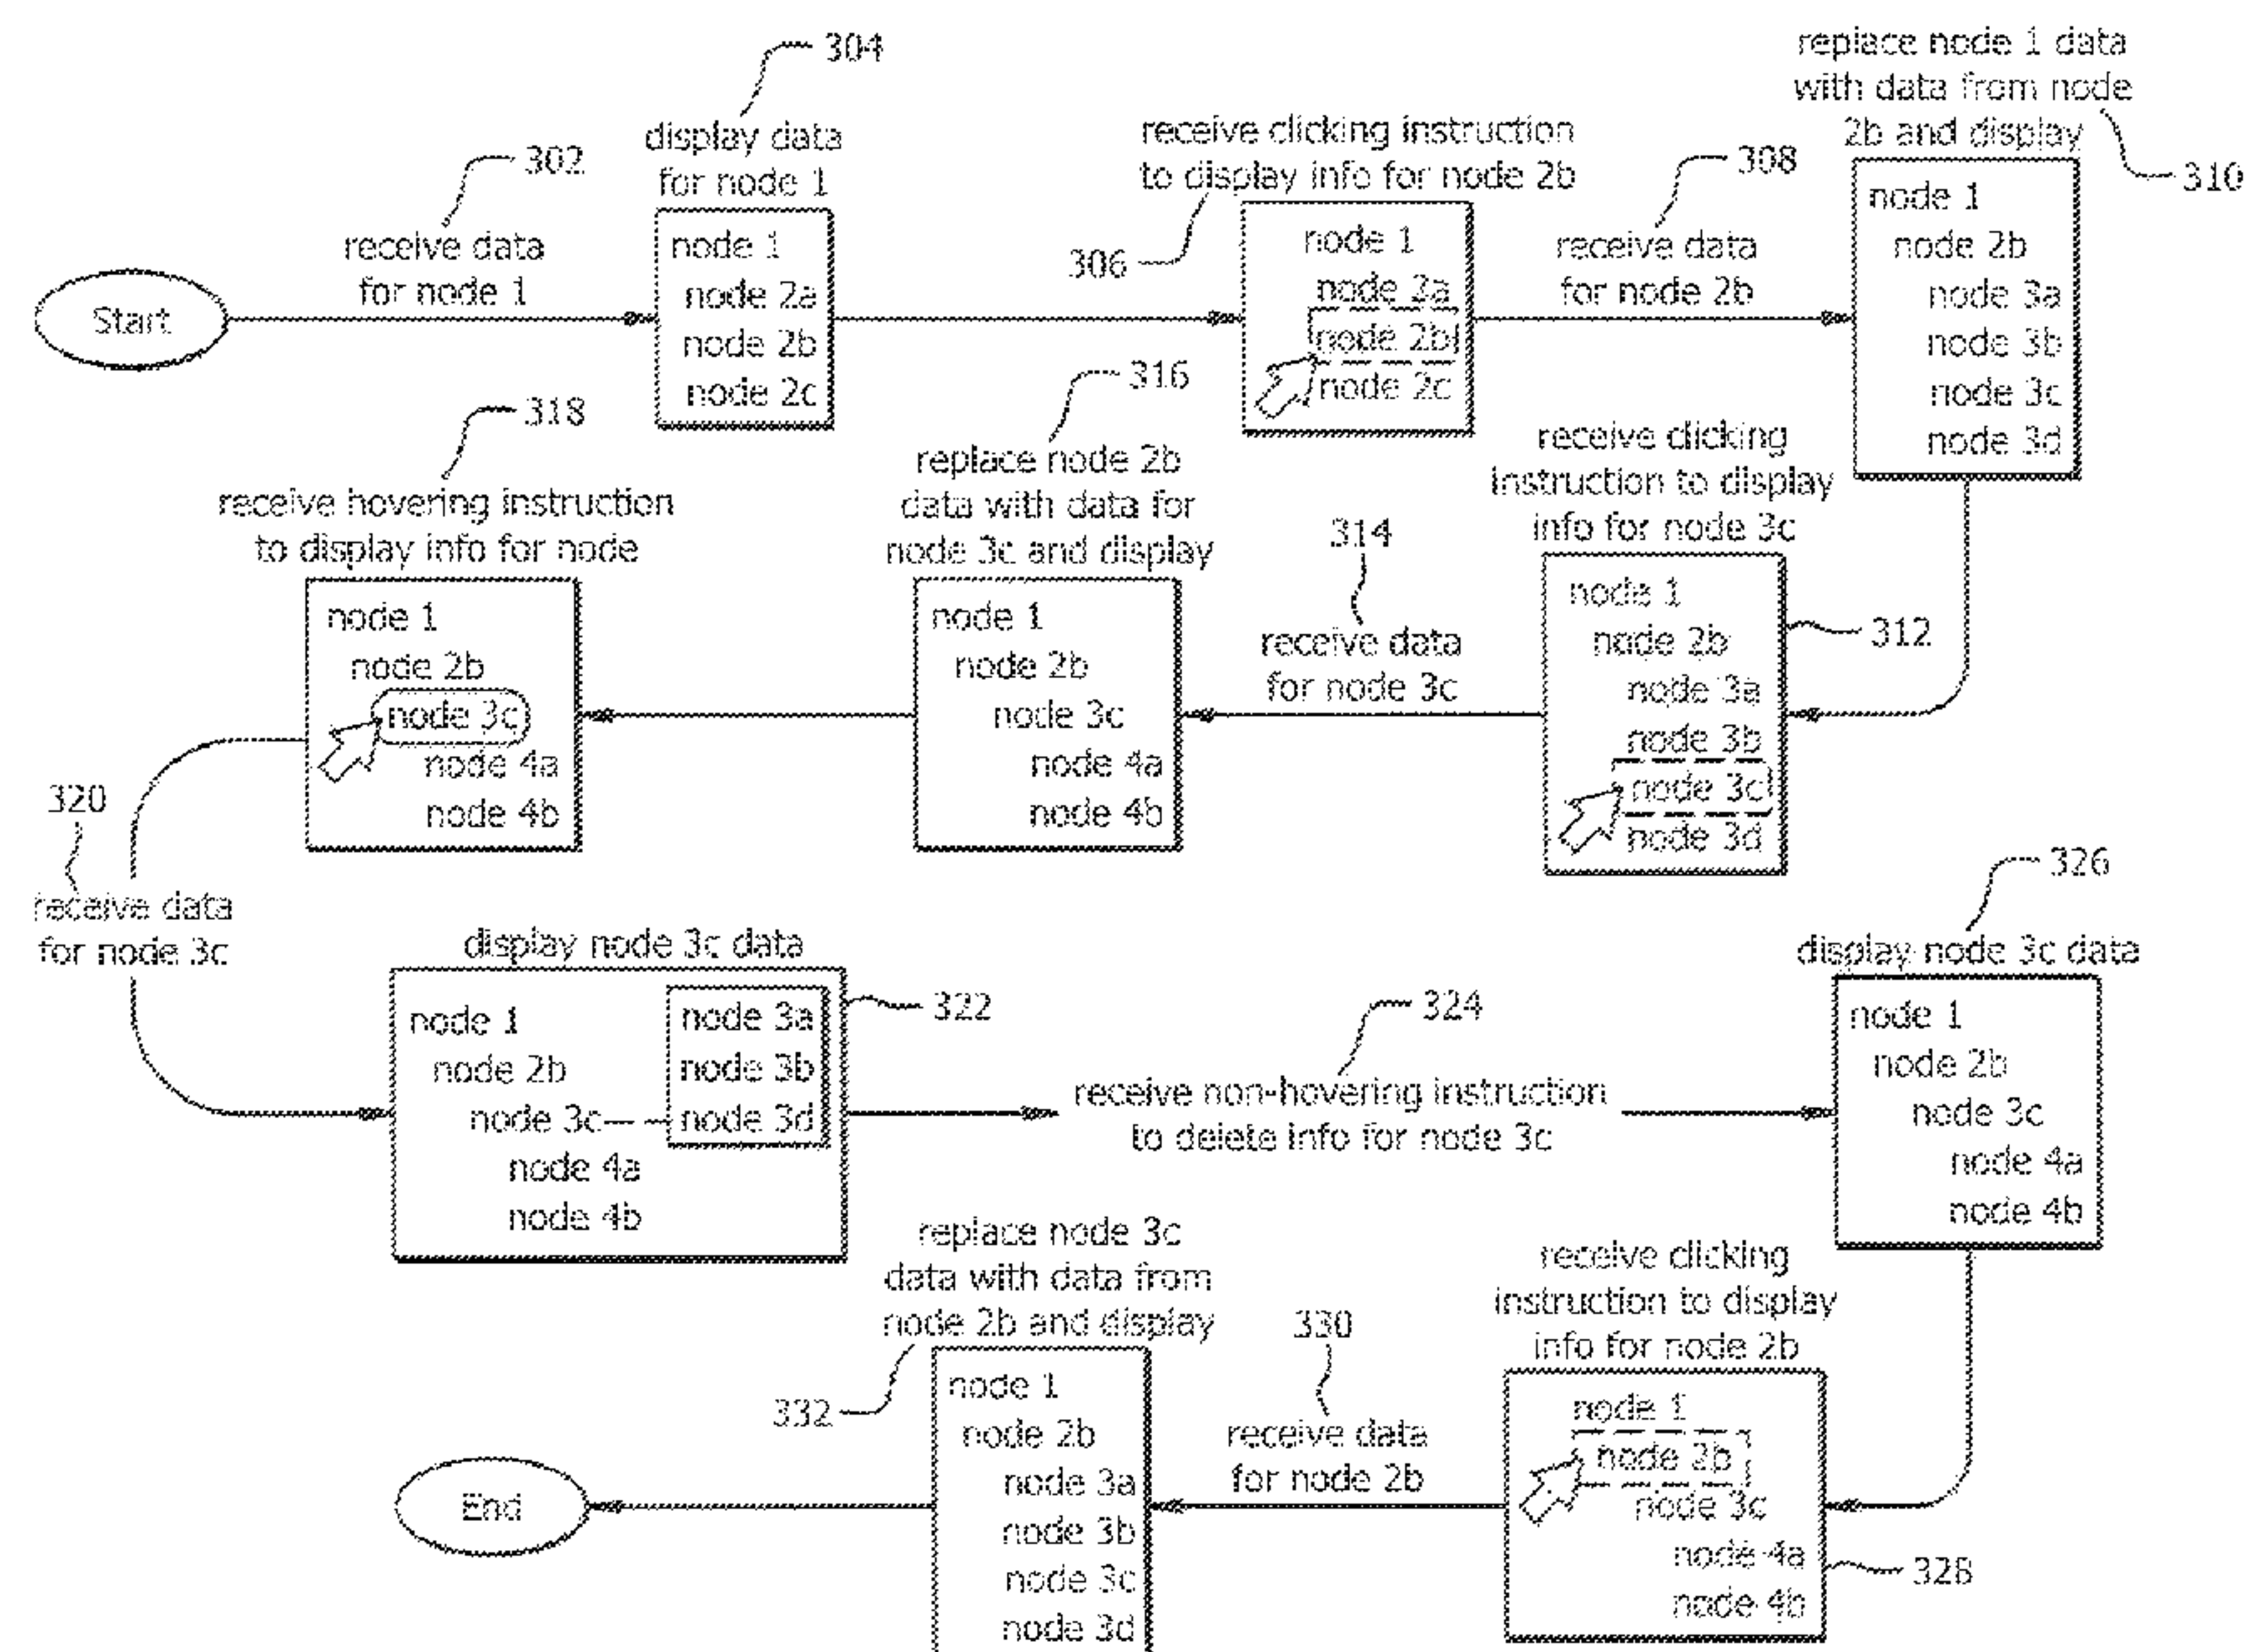 Start
302
receive data
for node 1
304
display data
for node 1
node 1
node 2a
node 2b
node 2c
receive clicking instruction
to display info for node 2b
306
node 1
node 2a
node 2b
node 2c
308
receive data
for node 2b
replace node 1 data
with data from node
2b and display
310
node 1
node 2b
node 3a
node 3b
node 3c
node 3d
receive clicking
instruction to display
info for node 3c
312
node 1
node 2b
node 3a
node 3b
node 3c
node 3d
314
receive data
for node 3c
316
replace node 2b
data with data for
node 3c and display
node 1
node 2b
node 3c
node 4a
node 4b
318
receive hovering instruction
to display info for node
node 1
node 2b
node 3c
node 4a
node 4b
320
receive data
for node 3c
display node 3c data
322
node 1
node 2b
node 3c
node 4a
node 4b
node 3a
node 3b
node 3d
324
receive non-hovering instruction
to delete info for node 3c
326
display node 3c data
node 1
node 2b
node 3c
node 4a
node 4b
receive clicking
instruction to display
info for node 2b
328
node 1
node 2b
node 3c
node 4a
node 4b
330
receive data
for node 2b
replace node 3c
data with data from
node 2b and display
332
node 1
node 2b
node 3a
node 3b
node 3c
node 3d
End